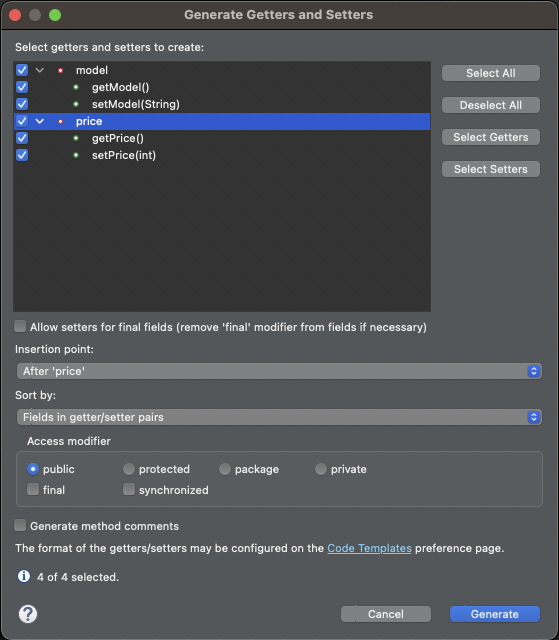 Generate Getters and Setters
Select getters and setters to create:
model
getModel()
setModel(String)
price
getPrice()
setPrice(int)
Select All
Deselect All
Select Getters
Select Setters
Allow setters for final fields (remove 'final' modifier from fields if necessary)
Insertion point:
After 'price'
Sort by:
Fields in getter/setter pairs
Access modifier
public protected package private
final synchronized
Generate method comments
The format of the getters/setters may be configured on the Code Templates preference page.
i 4 of 4 selected.
? Cancel Generate